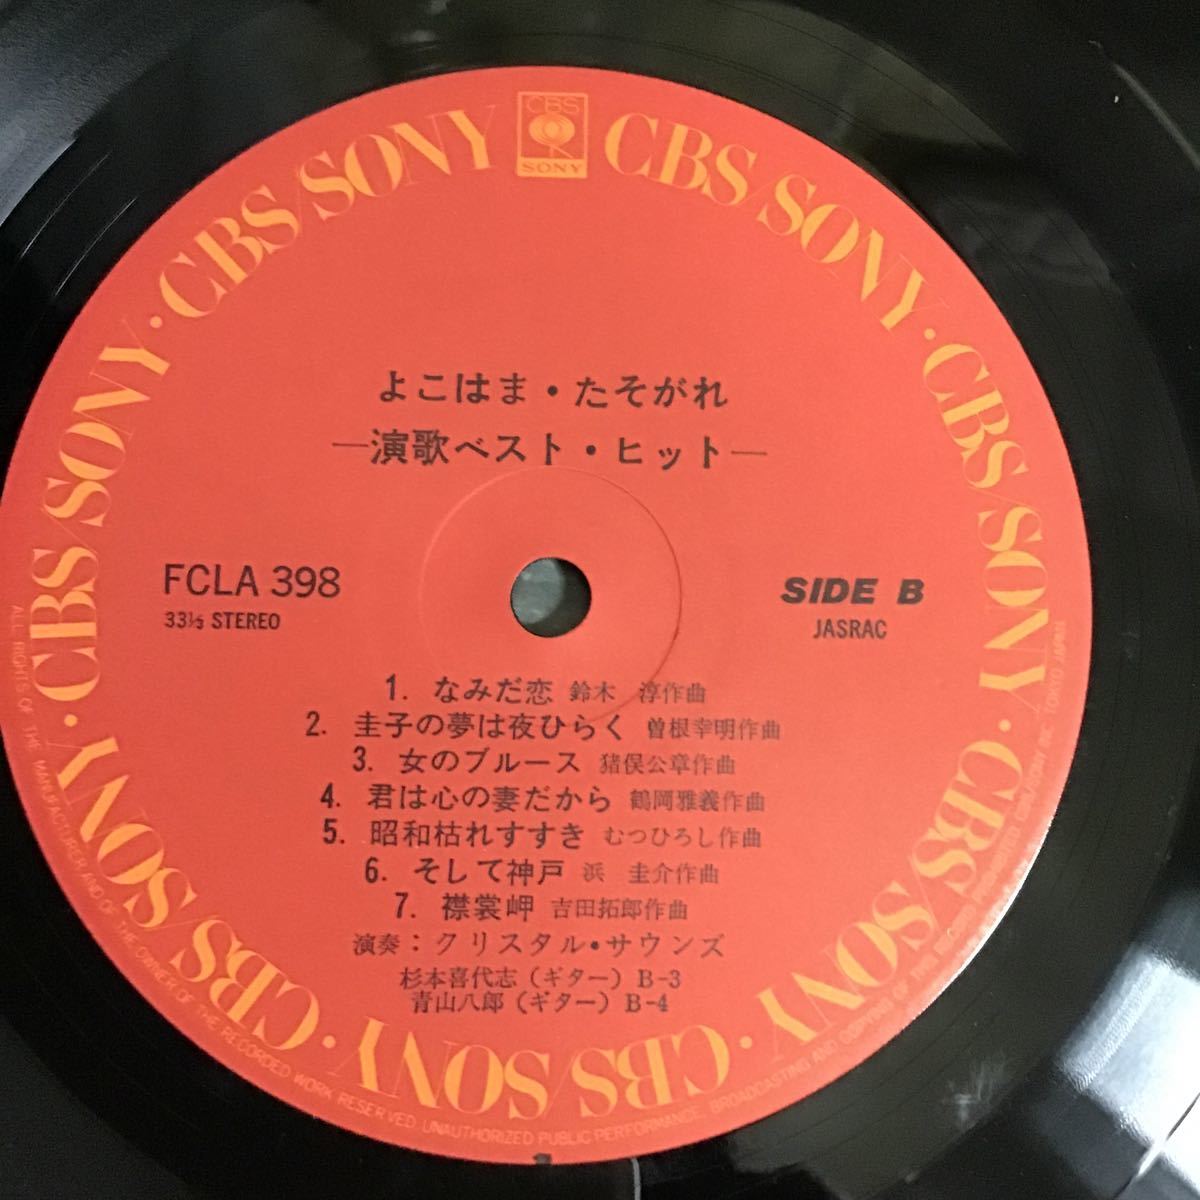 CBS
SONY
CBS/SONY · CBS/SONY · CBS/SONY · CBS/SONY · CBS/SONY · CBS/SONY · CBS/SONY · CBS/SONY
よこはま・たそがれ
—演歌ベスト・ヒット—
FCLA 398
33⅓ STEREO
SIDE B
JASRAC
1. なみだ恋 鈴木 淳作曲
2. 圭子の夢は夜ひらく 曽根幸明作曲
3. 女のブルース 猪俣公章作曲
4. 君は心の妻だから 鶴岡雅義作曲
5. 昭和枯れすすき むつひろし作曲
6. そして神戸 浜 圭介作曲
7. 襟裳岬 吉田拓郎作曲
演奏：クリスタル・サウンズ
杉本喜代志（ギター）B-3
青山八郎（ギター）B-4
ALL RIGHTS OF THE MANUFACTURER AND OF THE OWNER OF THE RECORDED WORK RESERVED. UNAUTHORIZED PUBLIC PERFORMANCE, BROADCASTING AND COPYING OF THIS RECORD PROHIBITED. CBS/SONY INC. TOKYO JAPAN